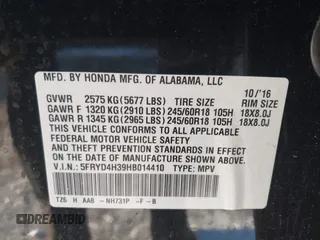 MFD. BY HONDA MFG. OF ALABAMA, LLC
10/'16
GVWR 2575 KG(5677 LBS) TIRE SIZE RIM SIZE
GAWR F 1320 KG(2910 LBS) 245/60R18 105H 18X8.0J
GAWR R 1345 KG(2965 LBS) 245/60R18 105H 18X8.0J
THIS VEHICLE CONFORMS TO ALL APPLICABLE
FEDERAL MOTOR VEHICLE SAFETY, BUMPER,
AND THEFT PREVENTION STANDARDS IN EFFECT
ON THE DATE OF MANUFACTURE SHOWN ABOVE.
V.I.N.: 5FRYD4H39HB014410 TYPE: MPV
TZ6 H AAB -NH731P -F-B
DREAMBID